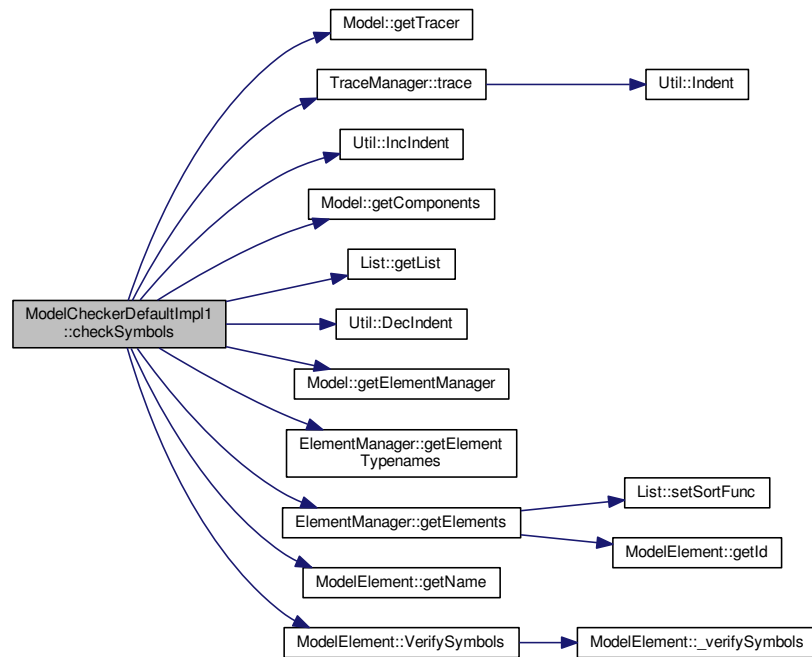 Model::getTracer
TraceManager::trace
Util::Indent
Util::IncIndent
Model::getComponents
List::getList
ModelCheckerDefaultImpl1
::checkSymbols
Util::DecIndent
Model::getElementManager
ElementManager::getElement
Typenames
List::setSortFunc
ElementManager::getElements
ModelElement::getId
ModelElement::getName
ModelElement::VerifySymbols
ModelElement::_verifySymbols